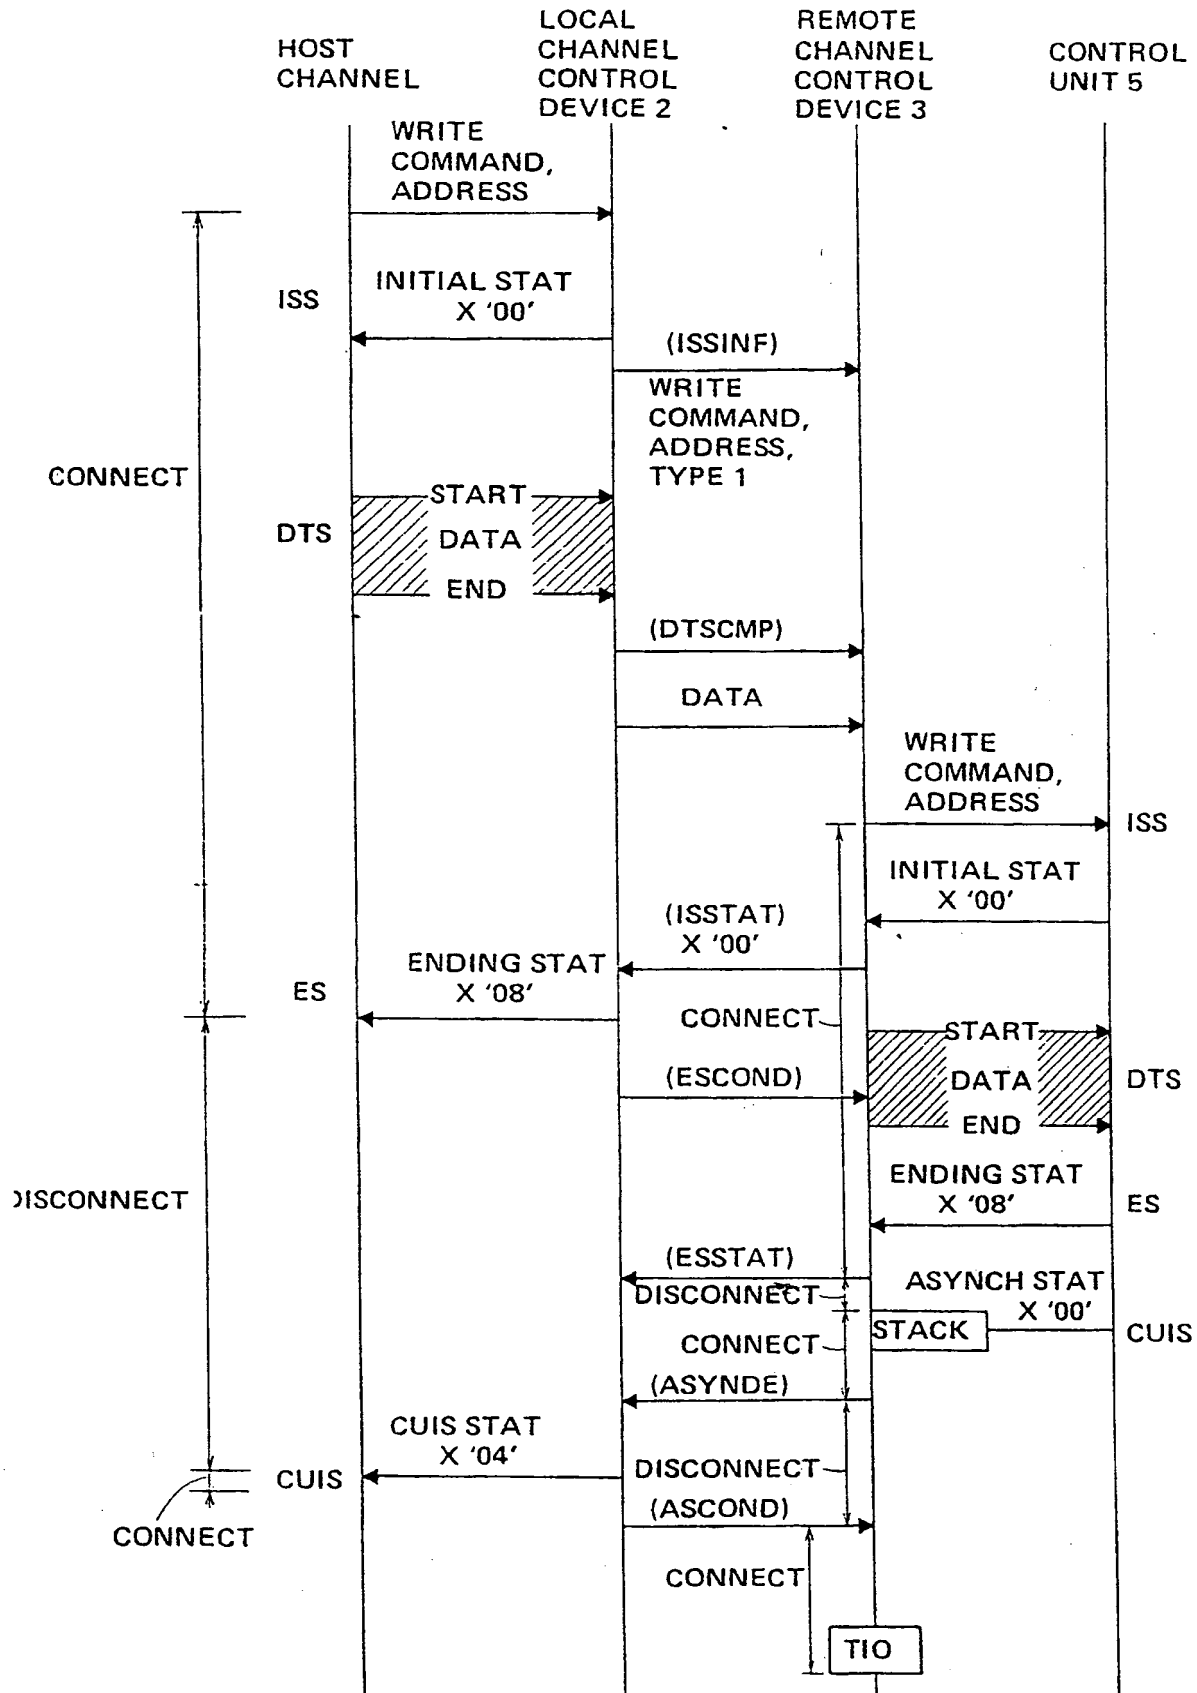 HOST
CHANNEL
LOCAL
CHANNEL
CONTROL
DEVICE 2
REMOTE
CHANNEL
CONTROL
DEVICE 3
CONTROL
UNIT 5
WRITE
COMMAND,
ADDRESS
ISS
INITIAL STAT
X '00'
(ISSINF)
WRITE
COMMAND,
ADDRESS,
TYPE 1
CONNECT
DTS
START
DATA
END
(DTSCMP)
DATA
WRITE
COMMAND,
ADDRESS
ISS
INITIAL STAT
X '00'
(ISSTAT)
X '00'
ENDING STAT
X '08'
ES
CONNECT
START
DATA
END
DTS
(ESCOND)
ENDING STAT
X '08'
ES
DISCONNECT
(ESSTAT)
DISCONNECT
ASYNCH STAT
X '00'
STACK
CUIS
CONNECT
(ASYNDE)
CUIS STAT
X '04'
CUIS
DISCONNECT
(ASCOND)
CONNECT
CONNECT
TIO